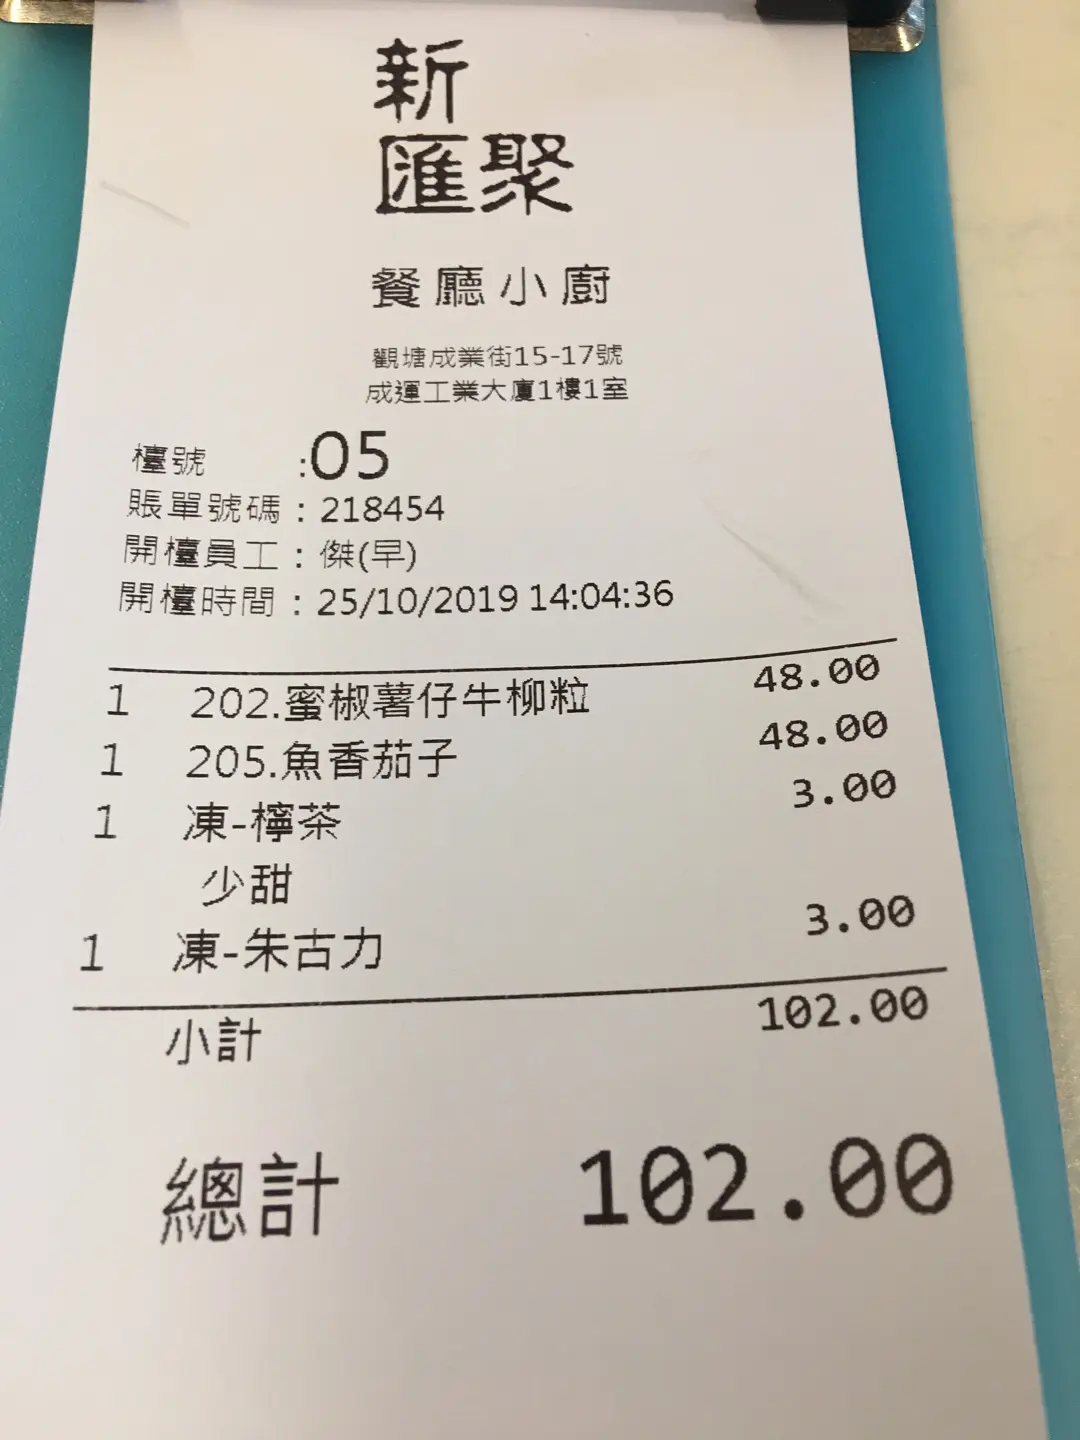 新
匯聚
餐廳小廚
觀塘成業街15-17號
成運工業大廈1樓1室
檯號 :05
賬單號碼 : 218454
開檯員工 : 傑(早)
開檯時間 : 25/10/2019 14:04:36
1 202.蜜椒薯仔牛柳粒 48.00
1 205.魚香茄子 48.00
1 凍-檸茶 3.00
少甜
1 凍-朱古力 3.00
小計 102.00
總計 102.00